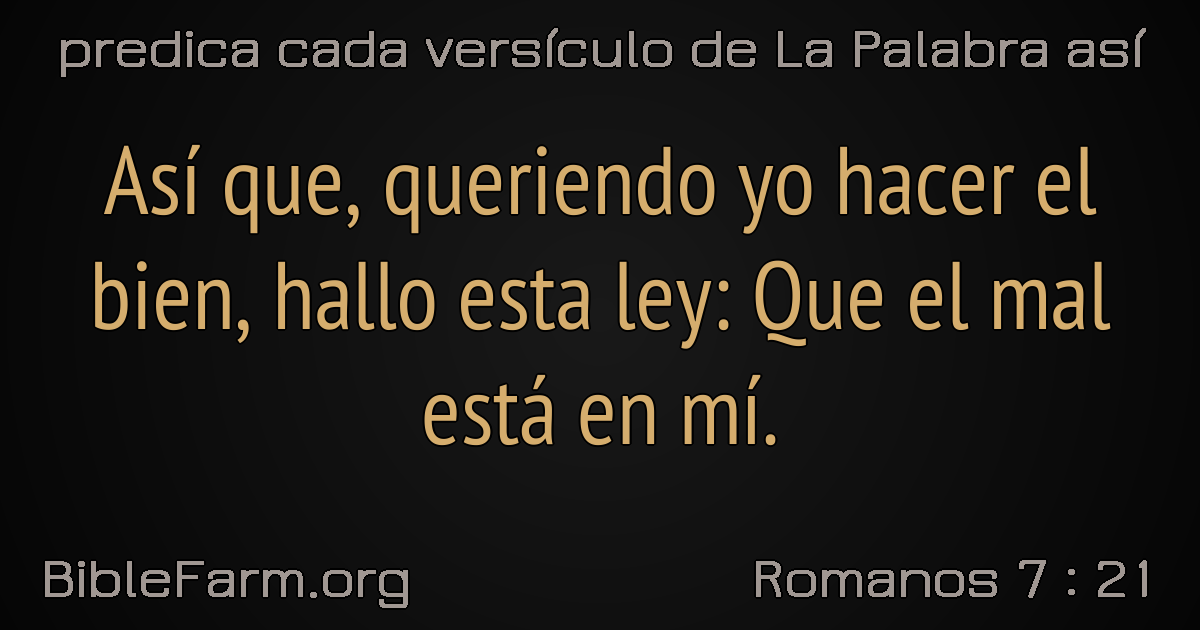 predica cada versículo de La Palabra así
Así que, queriendo yo hacer el
bien, hallo esta ley: Que el mal
está en mí.
BibleFarm.org
Romanos 7 : 21